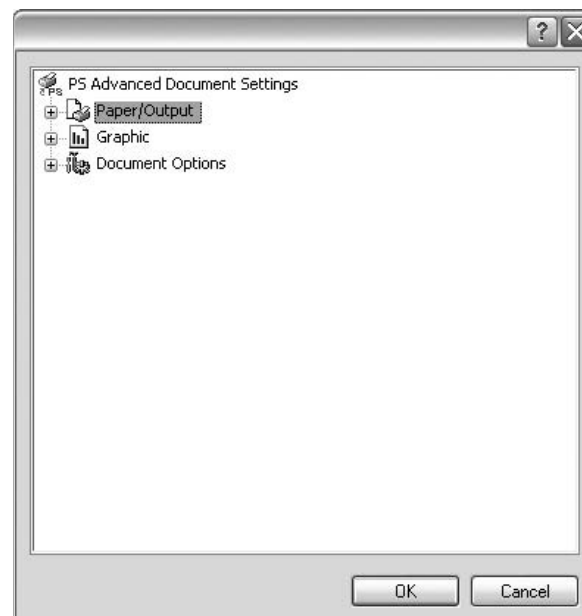 PS Advanced Document Settings
Paper/Output
Graphic
Document Options
OK Cancel